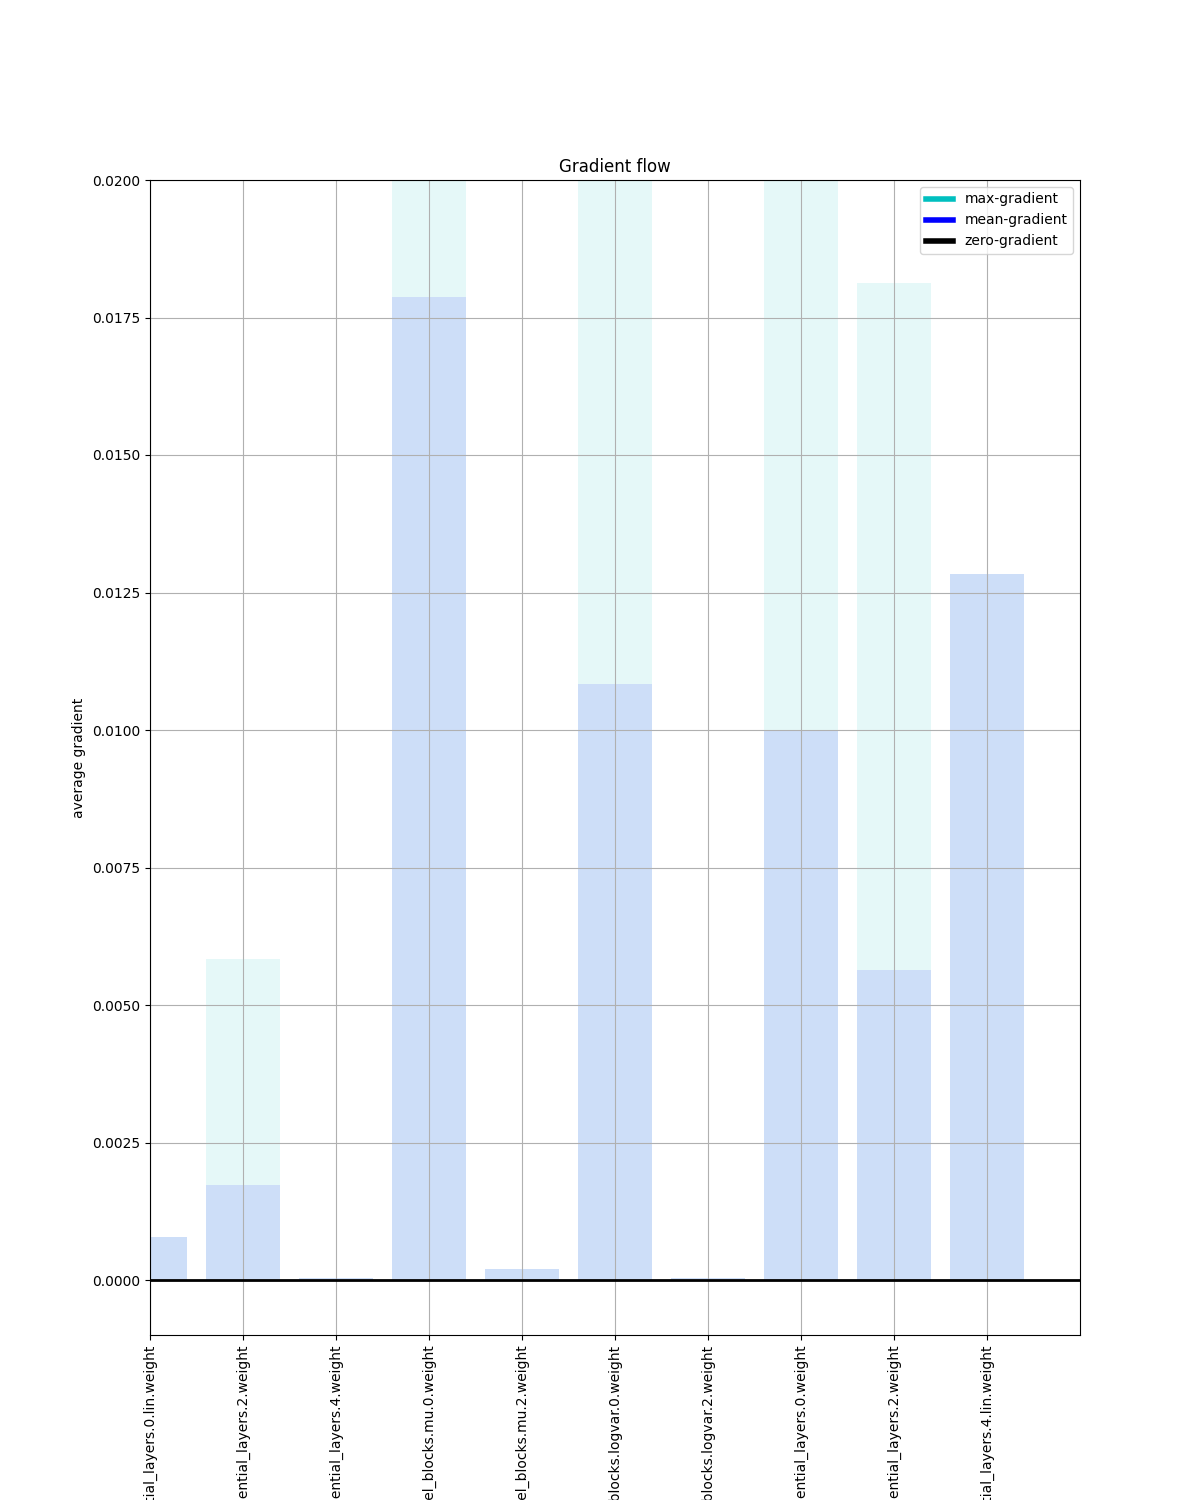 Gradient flow
max-gradient
mean-gradient
zero-gradient
0.0200
0.0175
0.0150
0.0125
0.0100
0.0075
0.0050
0.0025
0.0000
average gradient
tial_layers.0.lin.weight
ential_layers.2.weight
ential_layers.4.weight
el_blocks.mu.0.weight
el_blocks.mu.2.weight
blocks.logvar.0.weight
blocks.logvar.2.weight
ential_layers.0.weight
ential_layers.2.weight
tial_layers.4.lin.weight